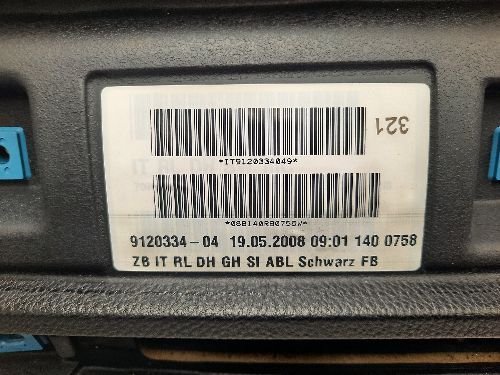 321
*IT9120334049*
9120334-04 19.05.2008 09:01 140 0758
ZB IT RL DH GH SI ABL Schwarz FB